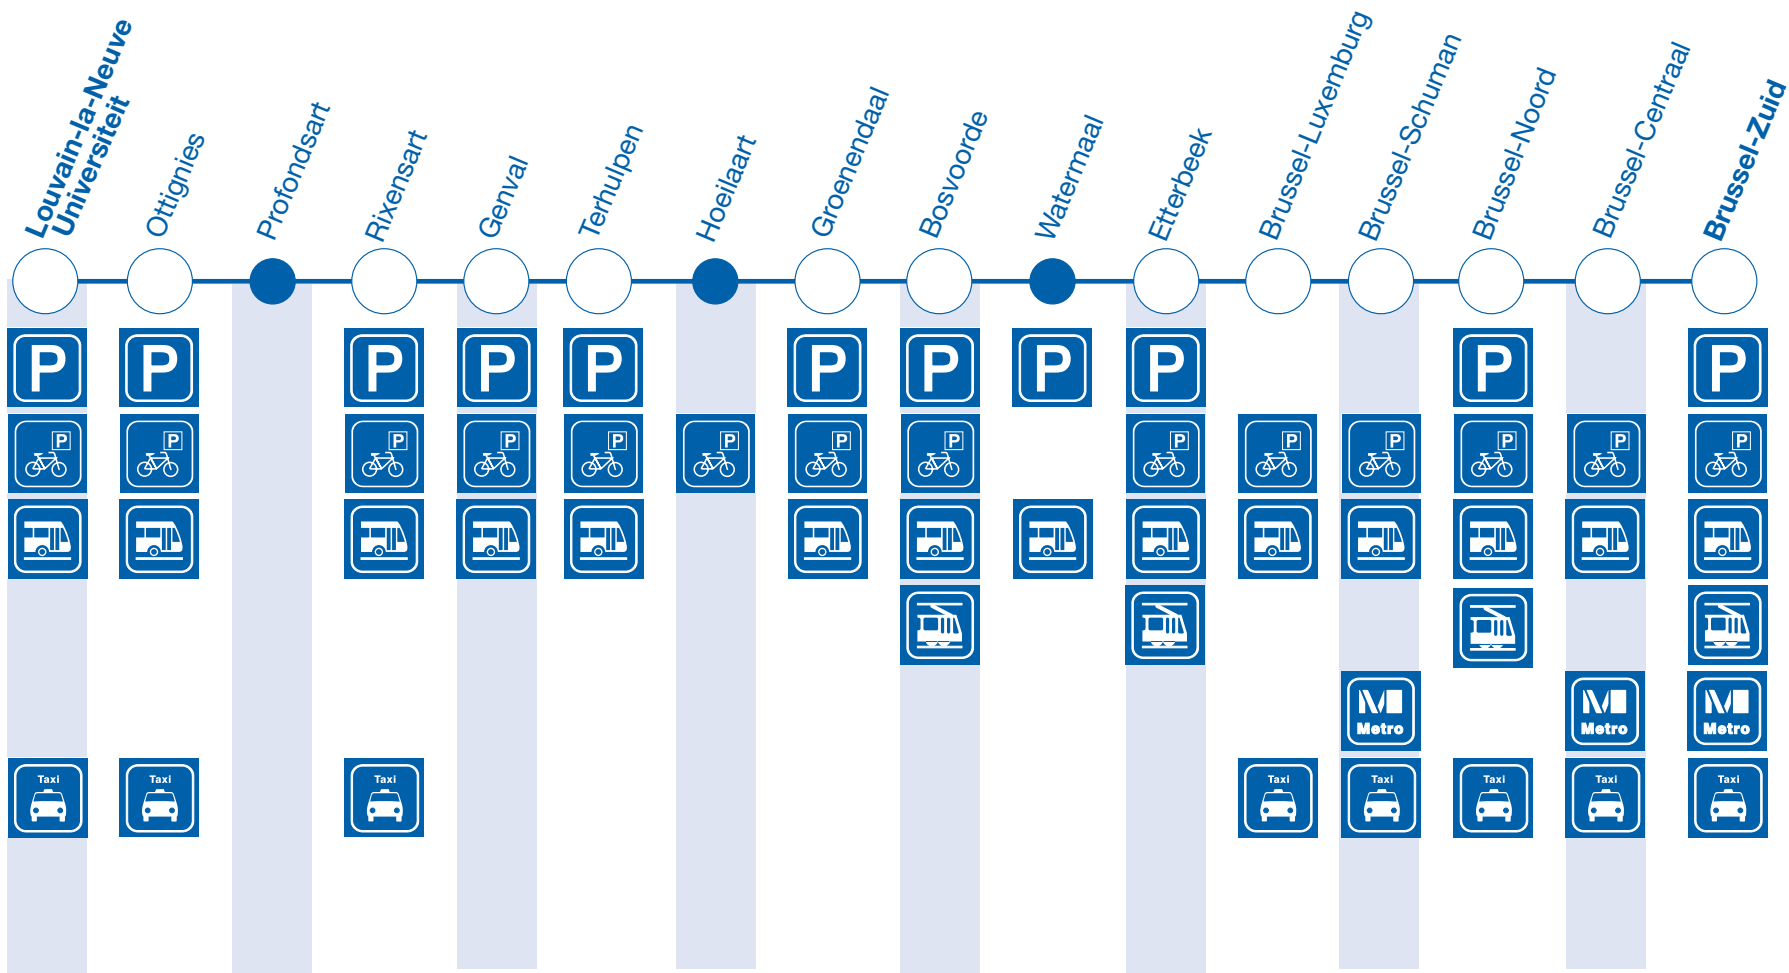 Louvain-la-Neuve
Universiteit
Ottignies
Profondsart
Rixensart
Genval
Terhulpen
Hoeilaart
Groenendaal
Bosvoorde
Watermaal
Etterbeek
Brussel-Luxemburg
Brussel-Schuman
Brussel-Noord
Brussel-Centraal
Brussel-Zuid
P P P P P P P P P P P
P P P P P P P P P P P P P
M M M
Metro Metro Metro
Taxi Taxi Taxi Taxi Taxi Taxi Taxi Taxi